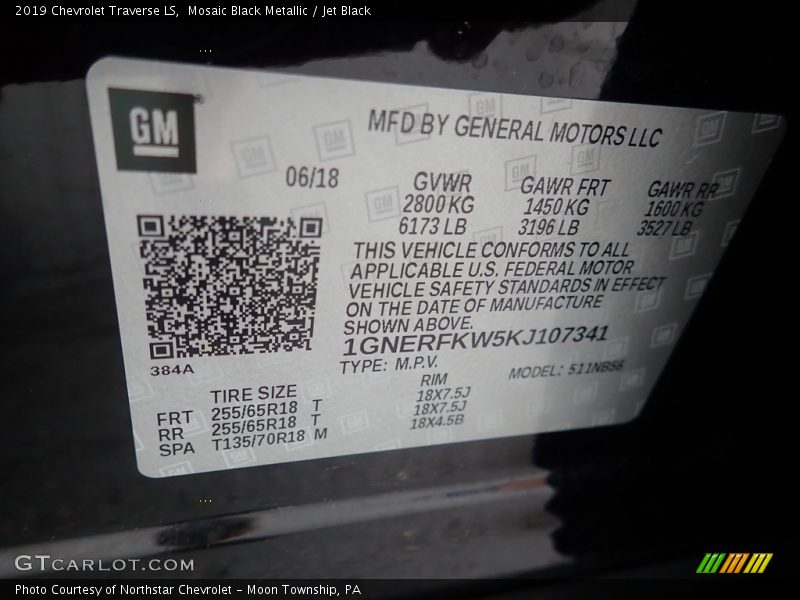 2019 Chevrolet Traverse LS,  Mosaic Black Metallic / Jet Black
GM®
MFD BY GENERAL MOTORS LLC
06/18
GVWR GAWR FRT GAWR RR
2800 KG 1450 KG 1600 KG
6173 LB 3196 LB 3527 LB
THIS VEHICLE CONFORMS TO ALL
APPLICABLE U.S. FEDERAL MOTOR
VEHICLE SAFETY STANDARDS IN EFFECT
ON THE DATE OF MANUFACTURE
SHOWN ABOVE.
1GNERFKW5KJ107341
384A
TYPE: M.P.V. MODEL: 511NB56
TIRE SIZE RIM
FRT 255/65R18 T 18X7.5J
RR 255/65R18 T 18X7.5J
SPA T135/70R18 M 18X4.5B
GTCARLOT.COM
Photo Courtesy of Northstar Chevrolet – Moon Township, PA